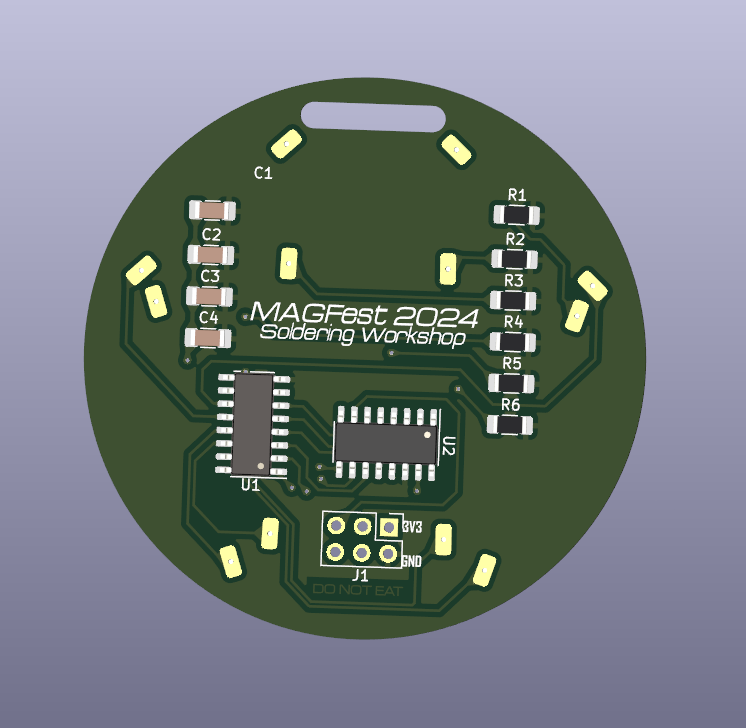 C1
R1
C2
R2
C3
R3
MAGFest 2024
Soldering Workshop
C4
R4
R5
R6
U2
U1
3V3
GND
J1
DO NOT EAT